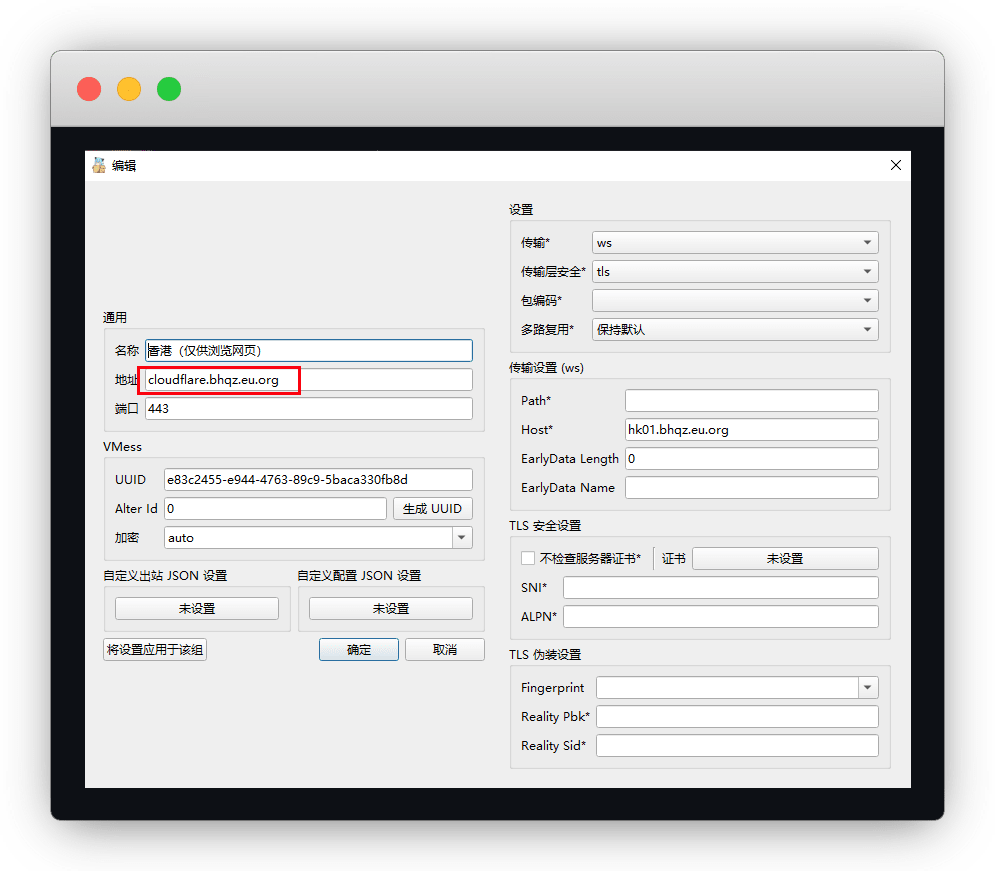 编辑
通用
名称 香港（仅供浏览网页）
地址 cloudflare.bhqz.eu.org
端口 443
VMess
UUID e83c2455-e944-4763-89c9-5baca330fb8d
Alter Id 0 生成 UUID
加密 auto
自定义出站 JSON 设置 自定义配置 JSON 设置
未设置 未设置
将设置应用于该组 确定 取消
设置
传输* ws
传输层安全* tls
包编码*
多路复用* 保持默认
传输设置 (ws)
Path*
Host* hk01.bhqz.eu.org
EarlyData Length 0
EarlyData Name
TLS 安全设置
不检查服务器证书* 证书 未设置
SNI*
ALPN*
TLS 伪装设置
Fingerprint
Reality Pbk*
Reality Sid*